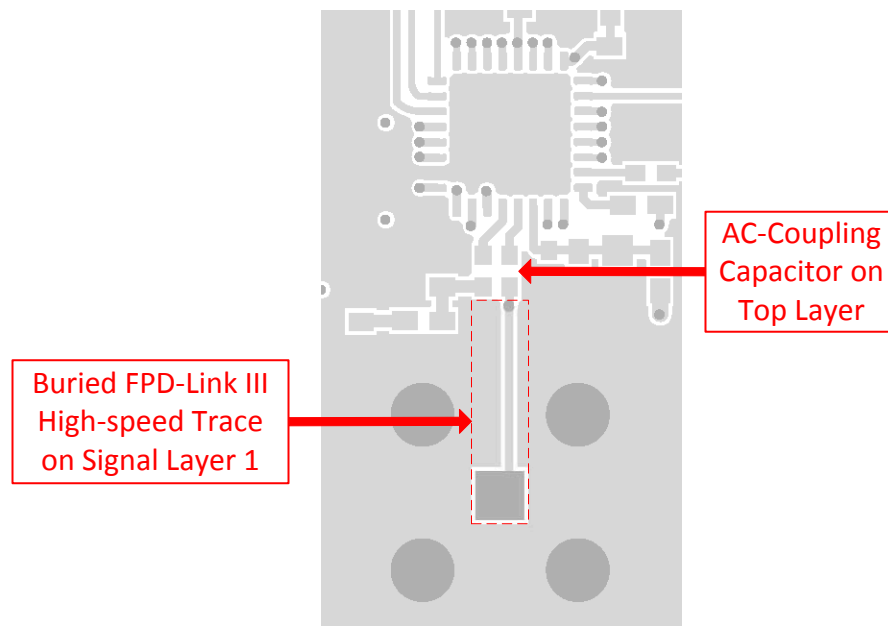 AC-Coupling
Capacitor on
Top Layer
Buried FPD-Link III
High-speed Trace
on Signal Layer 1